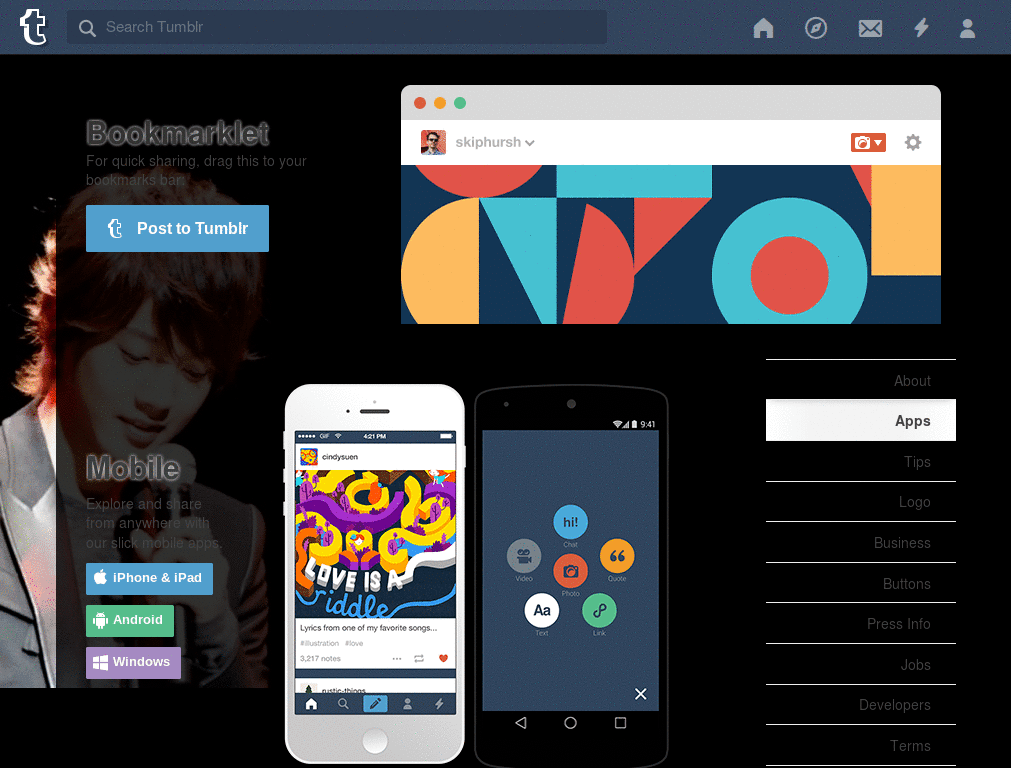 Search Tumblr
Bookmarklet
For quick sharing, drag this to your
bookmarks bar:
Post to Tumblr
skiphursh
Mobile
Explore and share
from anywhere with
our slick mobile apps.
iPhone & iPad
Android
Windows
GIF
4:21 PM
cindysuen
LOVE IS A
riddle
Lyrics from one of my favorite songs...
#illustration #love
3,217 notes
rustic-things
9:41
hi!
Chat
Video
Quote
Photo
Aa
Text
Link
About
Apps
Tips
Logo
Business
Buttons
Press Info
Jobs
Developers
Terms